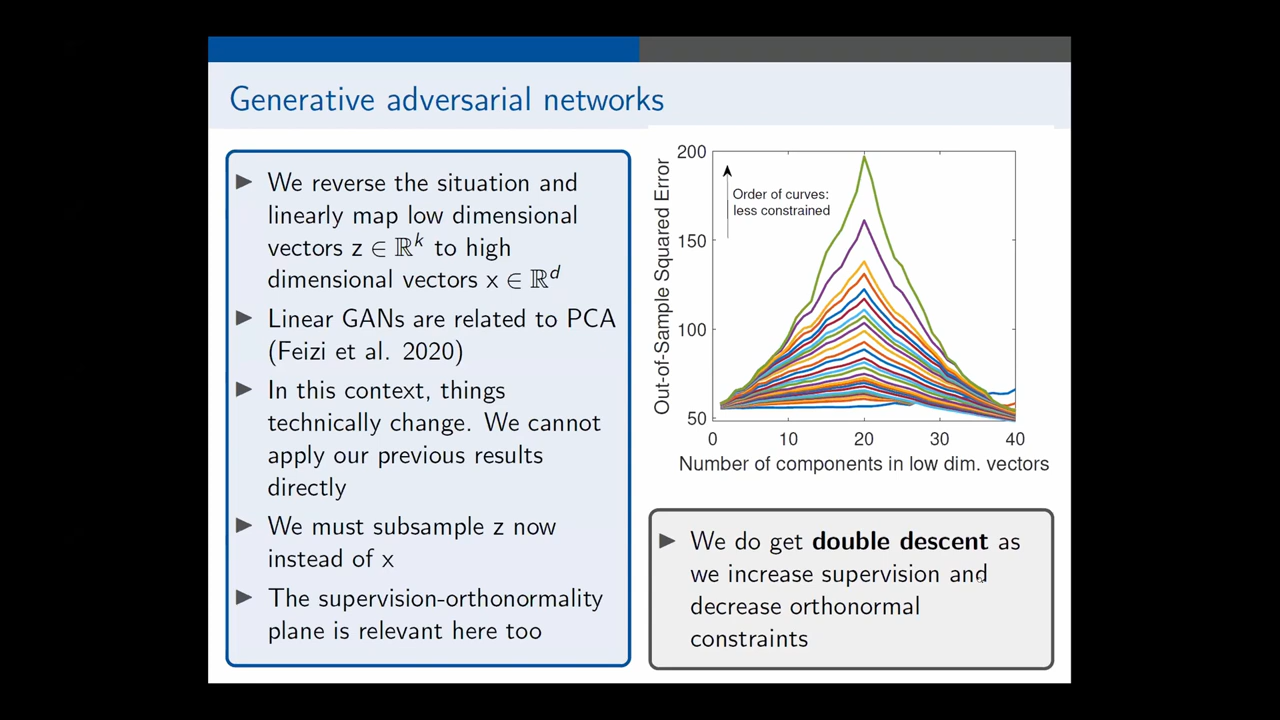 Generative adversarial networks
► We reverse the situation and
linearly map low dimensional
vectors z ∈ ℝᵏ to high
dimensional vectors x ∈ ℝᵈ
► Linear GANs are related to PCA
(Feizi et al. 2020)
► In this context, things
technically change. We cannot
apply our previous results
directly
► We must subsample z now
instead of x
► The supervision-orthonormality
plane is relevant here too
Out-of-Sample Squared Error
200
150
100
50
Order of curves:
less constrained
0 10 20 30 40
Number of components in low dim. vectors
► We do get double descent as
we increase supervision and
decrease orthonormal
constraints